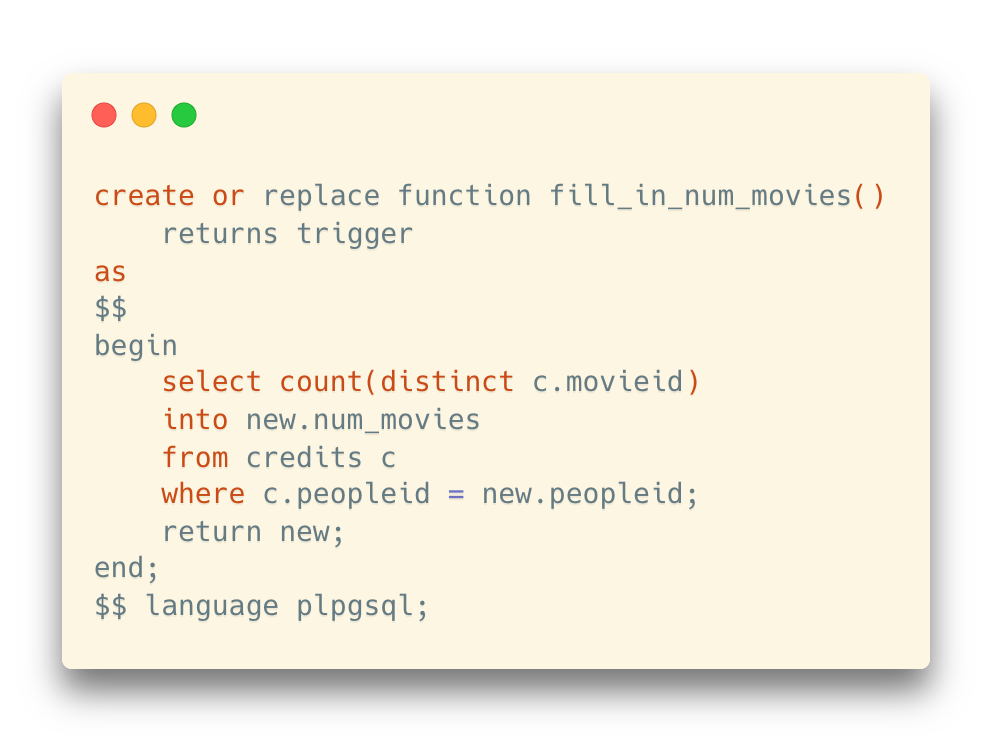 create or replace function fill_in_num_movies()
    returns trigger
as
$$
begin
    select count(distinct c.movieid)
    into new.num_movies
    from credits c
    where c.peopleid = new.peopleid;
    return new;
end;
$$ language plpgsql;